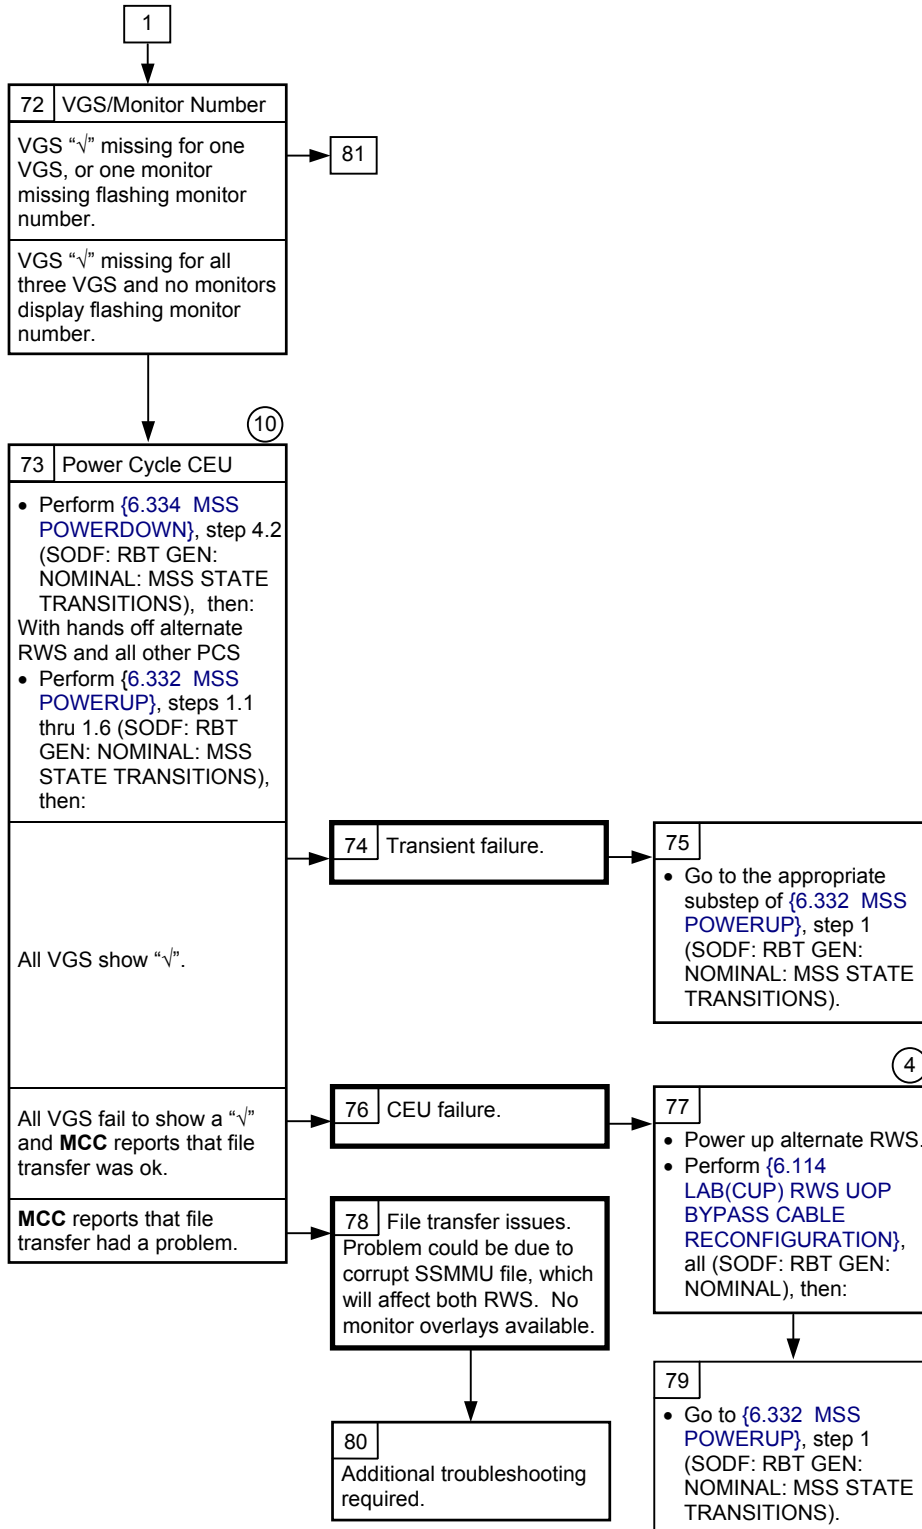 1
72 VGS/Monitor Number
VGS “√” missing for one
VGS, or one monitor
missing flashing monitor
number.
81
VGS “√” missing for all
three VGS and no monitors
display flashing monitor
number.
10
73 Power Cycle CEU
• Perform {6.334 MSS
POWERDOWN}, step 4.2
(SODF: RBT GEN:
NOMINAL: MSS STATE
TRANSITIONS), then:
With hands off alternate
RWS and all other PCS
• Perform {6.332 MSS
POWERUP}, steps 1.1
thru 1.6 (SODF: RBT
GEN: NOMINAL: MSS
STATE TRANSITIONS),
then:
All VGS show “√”.
74 Transient failure.
75
• Go to the appropriate
substep of {6.332 MSS
POWERUP}, step 1
(SODF: RBT GEN:
NOMINAL: MSS STATE
TRANSITIONS).
All VGS fail to show a “√”
and MCC reports that file
transfer was ok.
76 CEU failure.
4
77
• Power up alternate RWS.
• Perform {6.114
LAB(CUP) RWS UOP
BYPASS CABLE
RECONFIGURATION},
all (SODF: RBT GEN:
NOMINAL), then:
MCC reports that file
transfer had a problem.
78 File transfer issues.
Problem could be due to
corrupt SSMMU file, which
will affect both RWS. No
monitor overlays available.
79
• Go to {6.332 MSS
POWERUP}, step 1
(SODF: RBT GEN:
NOMINAL: MSS STATE
TRANSITIONS).
80
Additional troubleshooting
required.